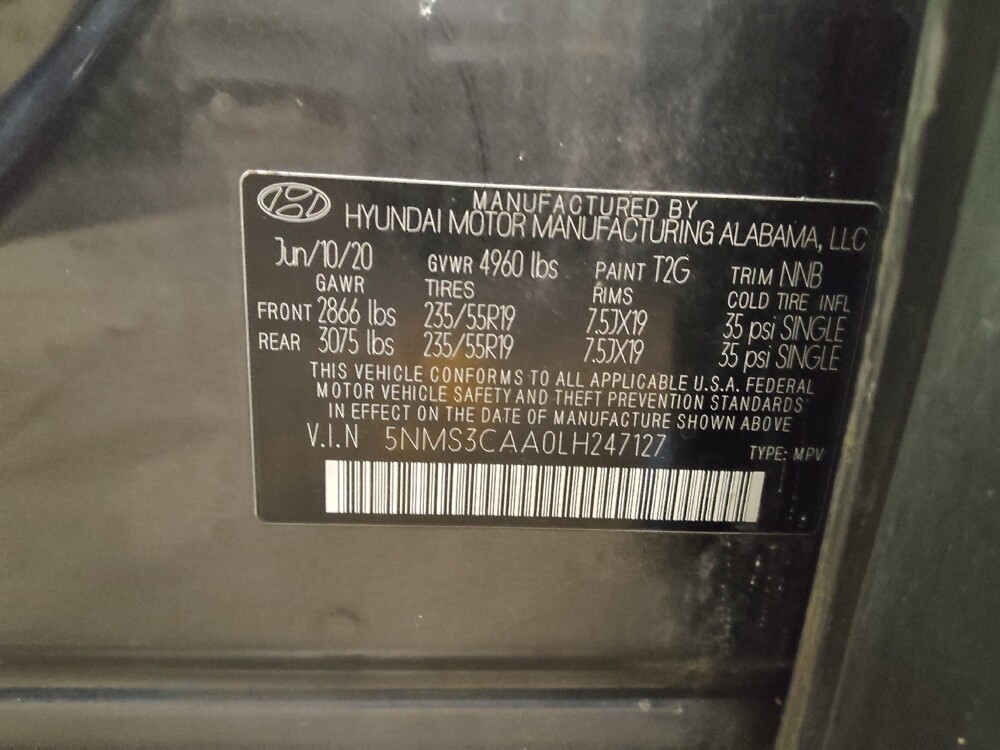 MANUFACTURED BY
HYUNDAI MOTOR MANUFACTURING ALABAMA, LLC
Jun/10/20 GVWR 4960 lbs PAINT T2G TRIM NNB
GAWR TIRES RIMS COLD TIRE INFL
FRONT 2866 lbs 235/55R19 7.5JX19 35 psi SINGLE
REAR 3075 lbs 235/55R19 7.5JX19 35 psi SINGLE
THIS VEHICLE CONFORMS TO ALL APPLICABLE U.S.A. FEDERAL
MOTOR VEHICLE SAFETY AND THEFT PREVENTION STANDARDS
IN EFFECT ON THE DATE OF MANUFACTURE SHOWN ABOVE
V.I.N 5NMS3CAA0LH247127 TYPE: MPV